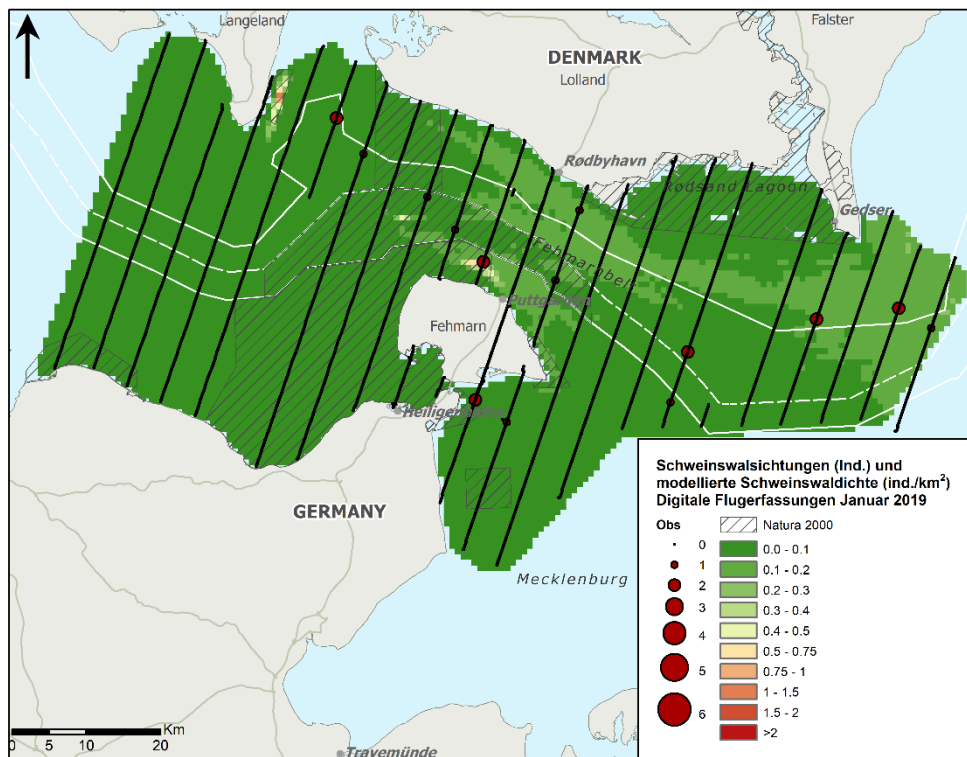 Langeland
Falster
DENMARK
Lolland
Rødbyhavn
Rødsand Lagoon
Gedser
Fehmarnbelt
Puttgarden
Fehmarn
GERMANY
Mecklenburg
Travemünde
Km
0 5 10 20
Schweinswalsichtungen (Ind.) und
modellierte Schweinswaldichte (ind./km²)
Digitale Flugerfassungen Januar 2019
Obs
Natura 2000
0
1
2
3
4
5
6
0.0 - 0.1
0.1 - 0.2
0.2 - 0.3
0.3 - 0.4
0.4 - 0.5
0.5 - 0.75
0.75 - 1
1 - 1.5
1.5 - 2
>2